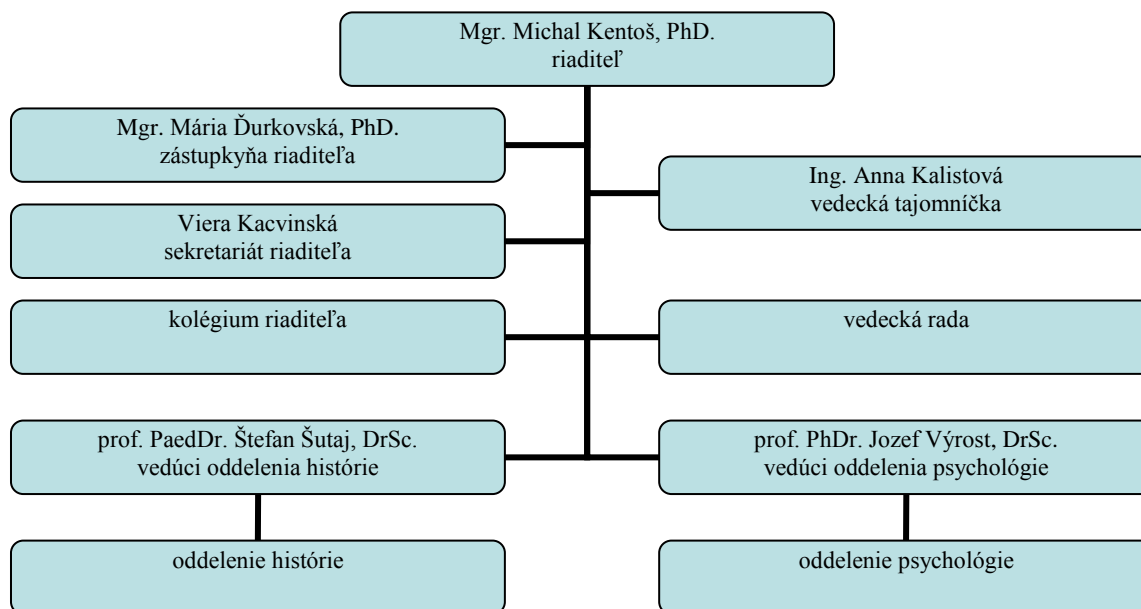 Mgr. Michal Kentoš, PhD.
riaditeľ
Mgr. Mária Ďurkovská, PhD.
zástupkyňa riaditeľa
Ing. Anna Kalistová
vedecká tajomníčka
Viera Kacvinská
sekretariát riaditeľa
kolégium riaditeľa
vedecká rada
prof. PaedDr. Štefan Šutaj, DrSc.
vedúci oddelenia histórie
prof. PhDr. Jozef Výrost, DrSc.
vedúci oddelenia psychológie
oddelenie histórie
oddelenie psychológie